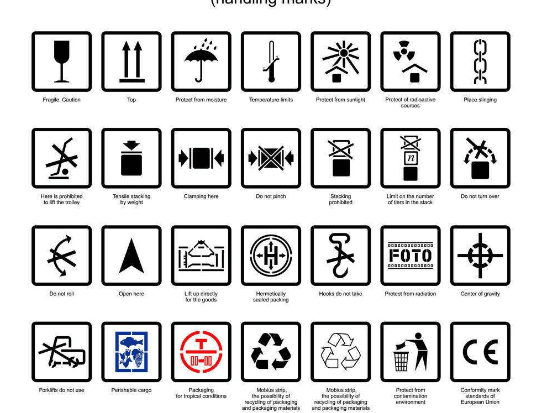 (handling marks)
Fragile. Caution
Top
Protect from moisture
Temperature limits
Protect from sunlight
Protect of radioactive
sources
Place slinging
n
Here is prohibited
to lift the trolley
Tensile stacking
by weight
Clamping here
Do not pinch
Stacking
prohibited
Limit on the number
of tiers in the stack
Do not turn over
H
FOTO
Do not roll
Open here
Lift up directly
for the goods
Hermetically
sealed packing
Hooks do not take
Protect from radiation
Center of gravity
T
CE
Forklifts do not use
Perishable cargo
Packaging
for tropical conditions
Mobius strip,
the possibility of
recycling of packaging
and packaging materials
Mobius strip,
the possibility of
recycling of packaging
and packaging materials
Protect from
contamination
environment
Conformity mark
standards of
European Union